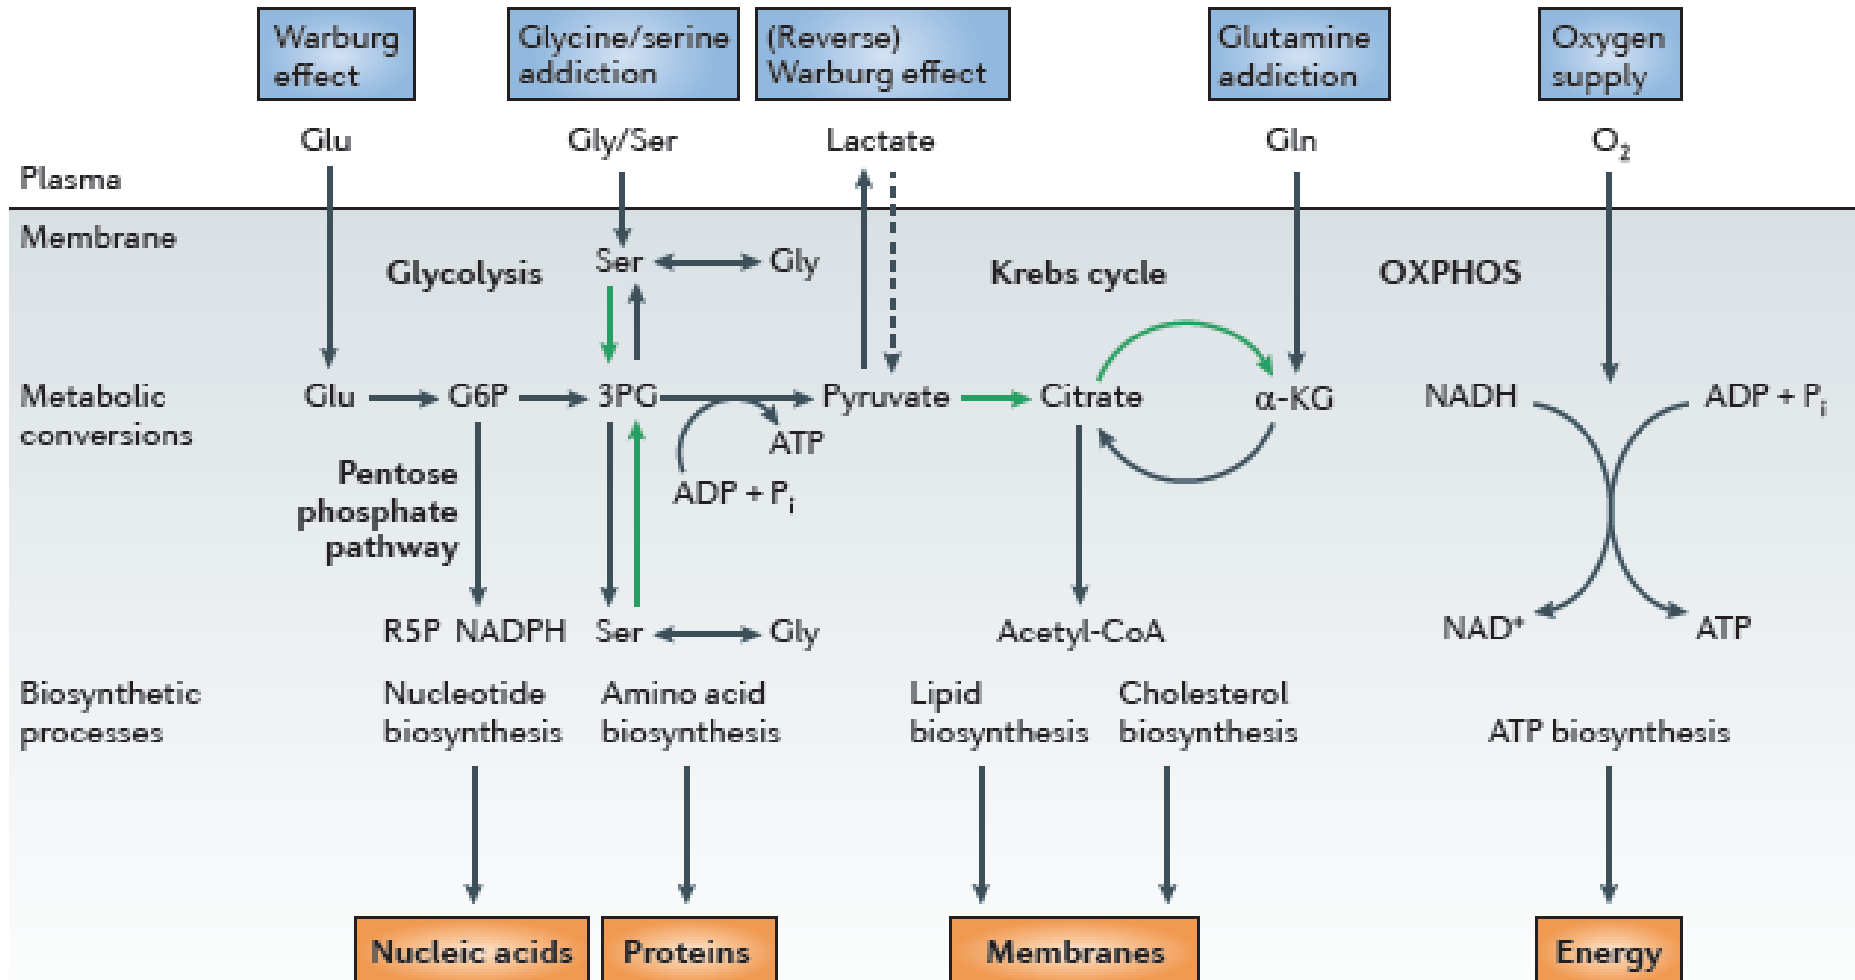 Warburg
effect
Glycine/serine
addiction
(Reverse)
Warburg effect
Glutamine
addiction
Oxygen
supply
Glu
Gly/Ser
Lactate
Gln
O₂
Plasma
Membrane
Glycolysis
Ser
Gly
Krebs cycle
OXPHOS
Metabolic
conversions
Glu
G6P
3PG
Pyruvate
Citrate
α-KG
NADH
ADP + Pᵢ
ATP
ADP + Pᵢ
Pentose
phosphate
pathway
R5P NADPH
Ser
Gly
Acetyl-CoA
NAD⁺
ATP
Biosynthetic
processes
Nucleotide
biosynthesis
Amino acid
biosynthesis
Lipid
biosynthesis
Cholesterol
biosynthesis
ATP biosynthesis
Nucleic acids
Proteins
Membranes
Energy